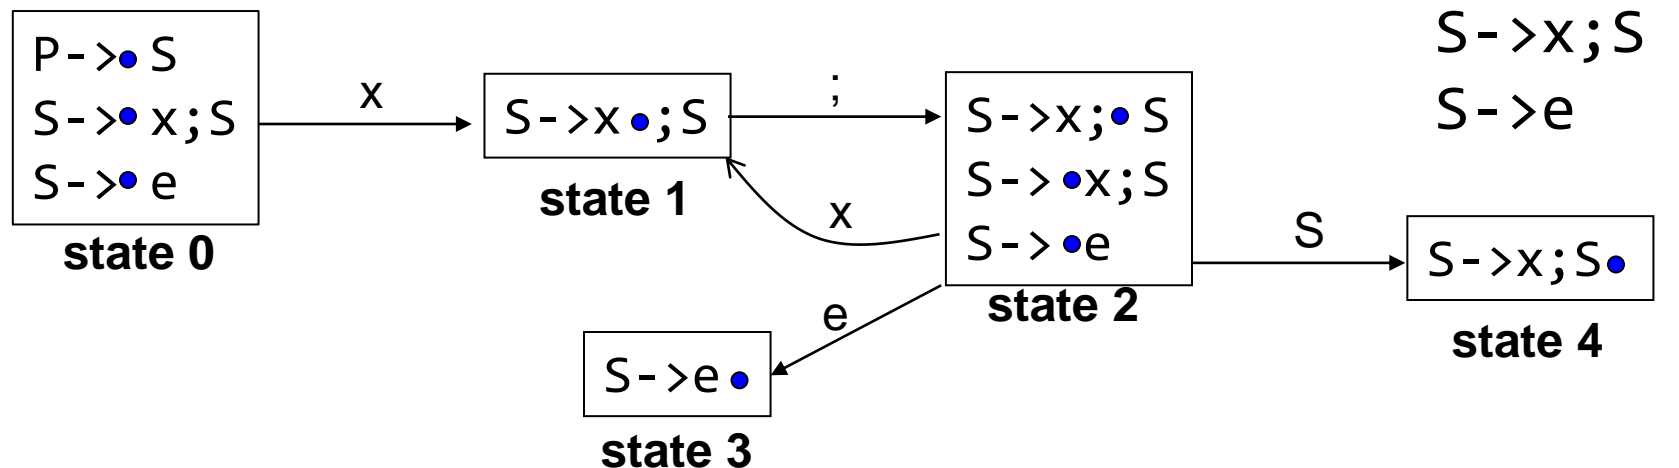 P->• S
S->• x;S
S->• e
state 0
x
S->x•;S
state 1
;
x
S->x;• S
S->•x;S
S->•e
state 2
e
S->e•
state 3
S
S->x;S•
state 4
S->x;S
S->e